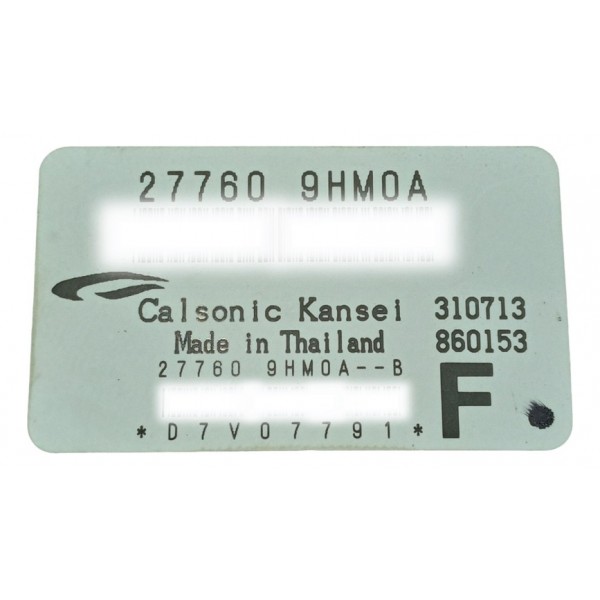 27760 9HM0A
Calsonic Kansei 310713
Made in Thailand 860153
27760 9HM0A--B
F
*D7V07791*